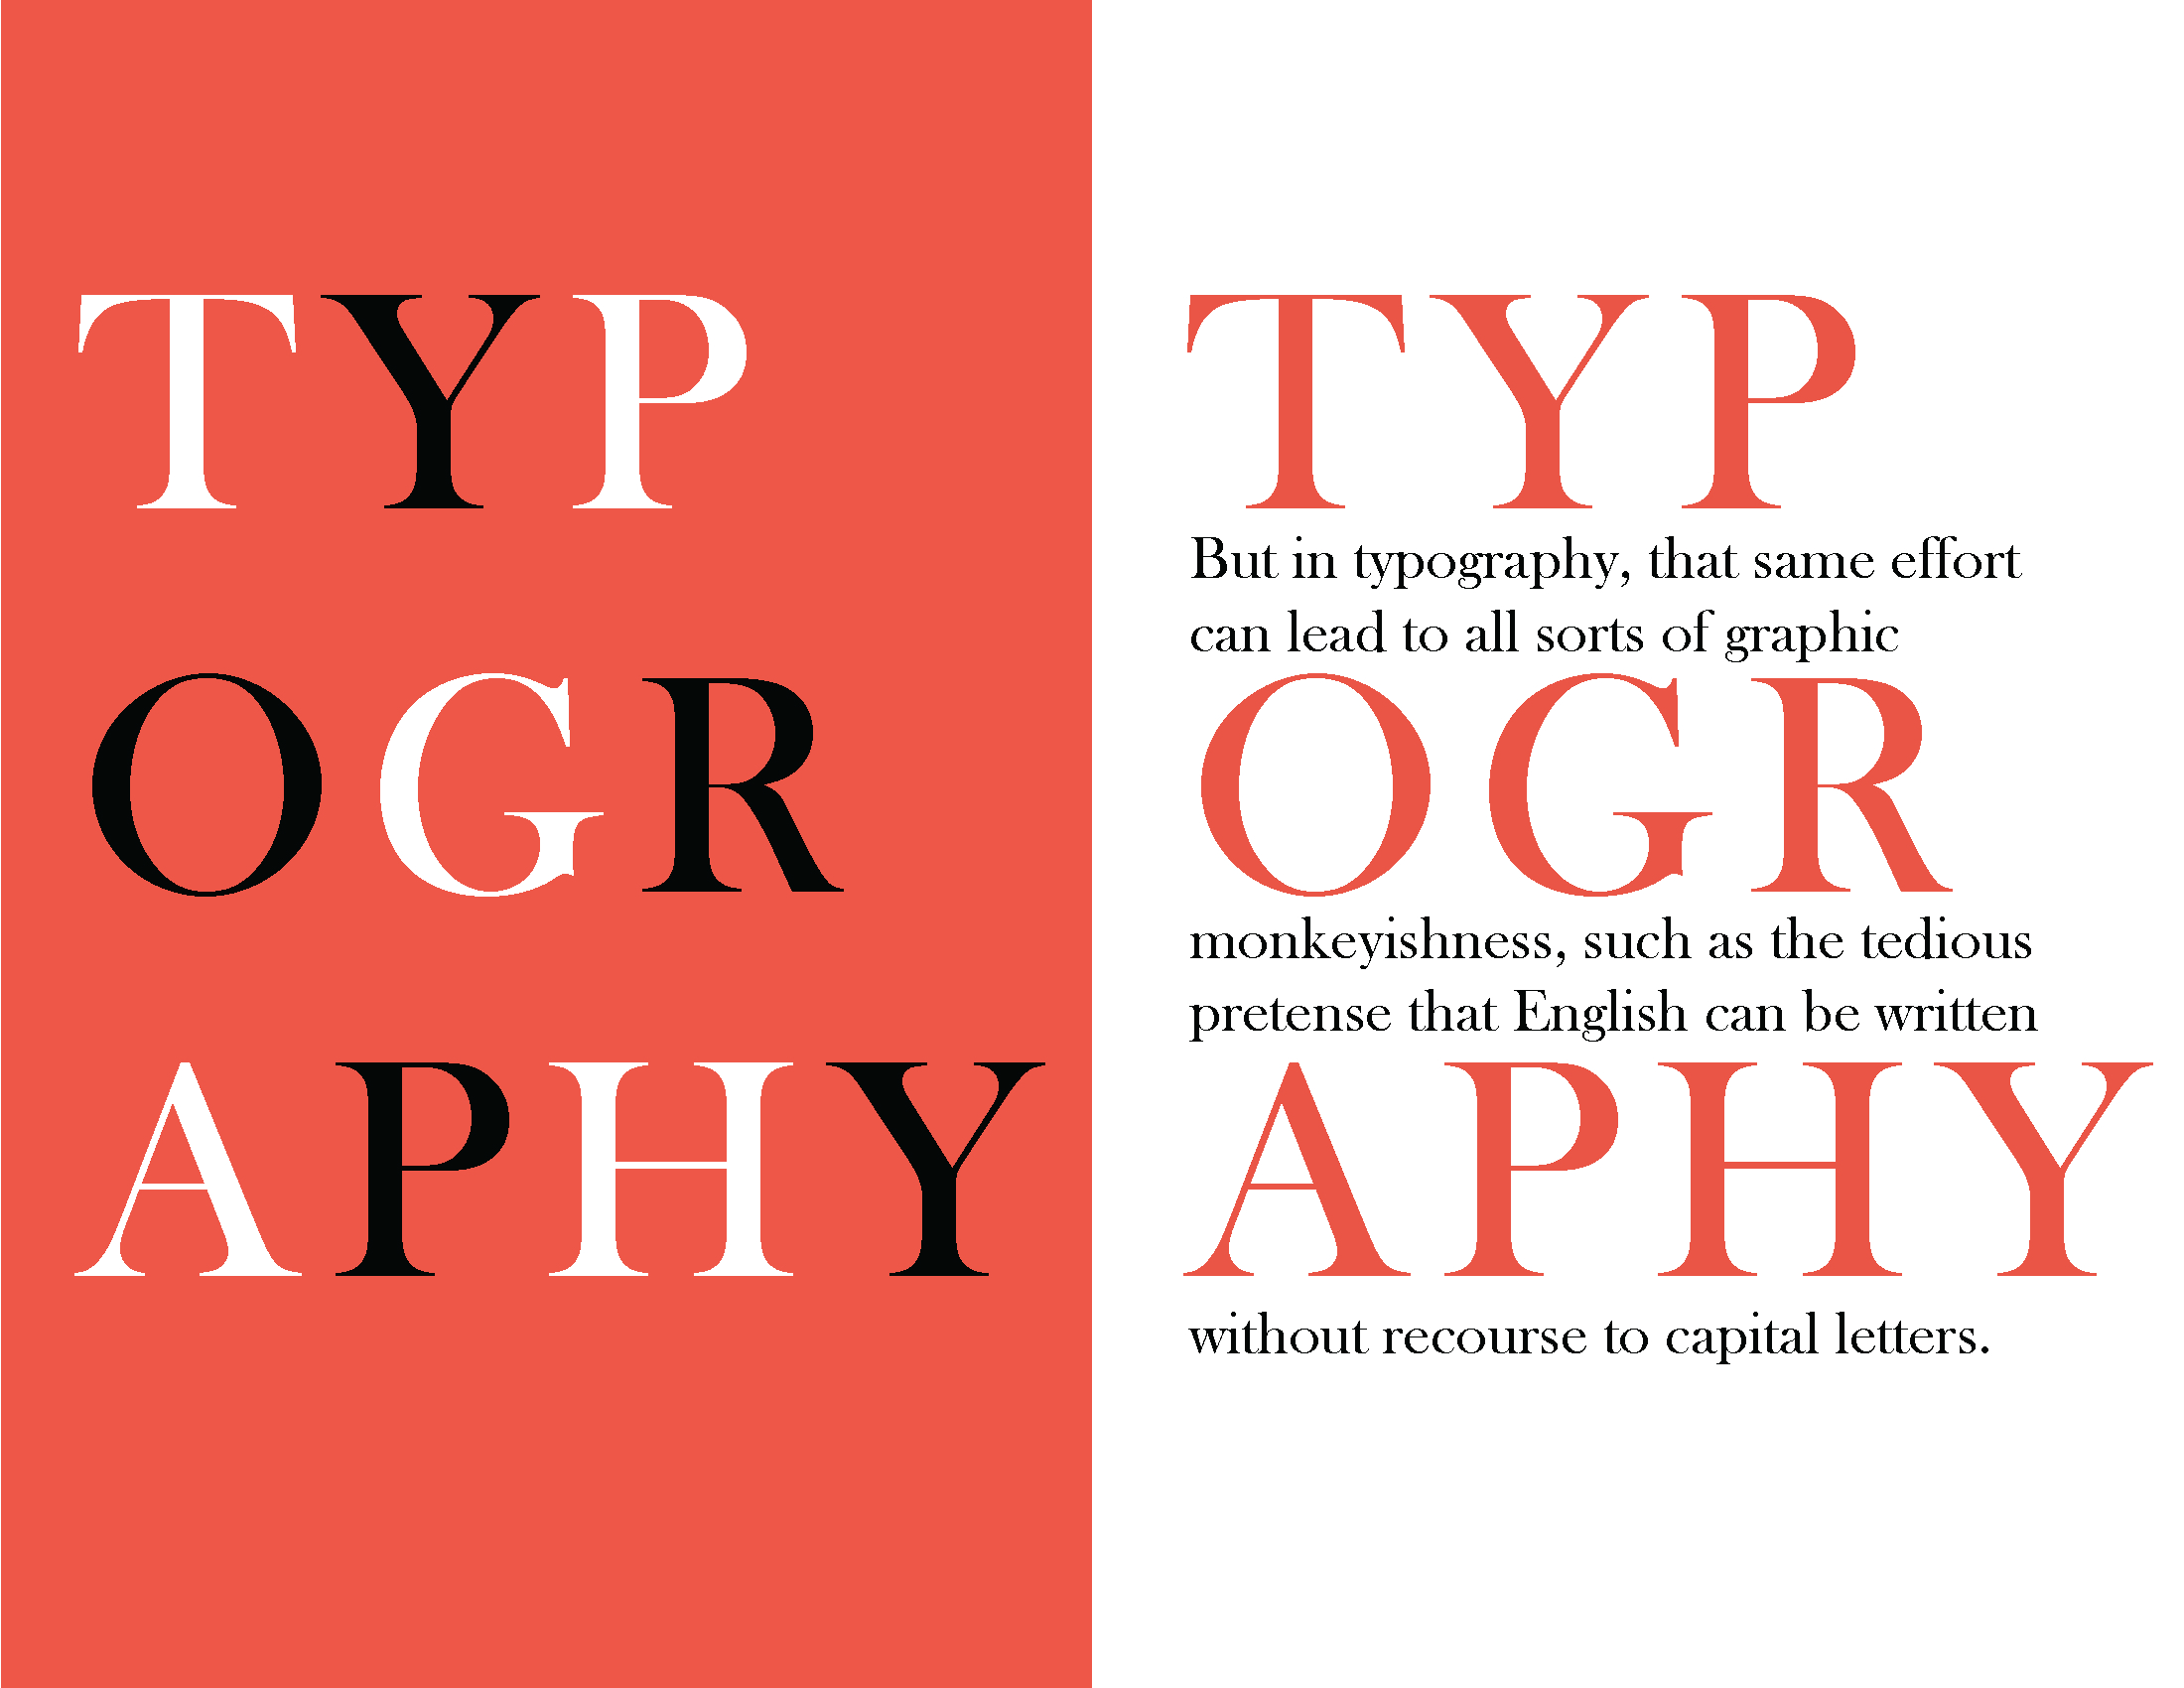 TYP
OGR
APHY
TYP
But in typography, that same effort
can lead to all sorts of graphic
OGR
monkeyishness, such as the tedious
pretense that English can be written
APHY
without recourse to capital letters.